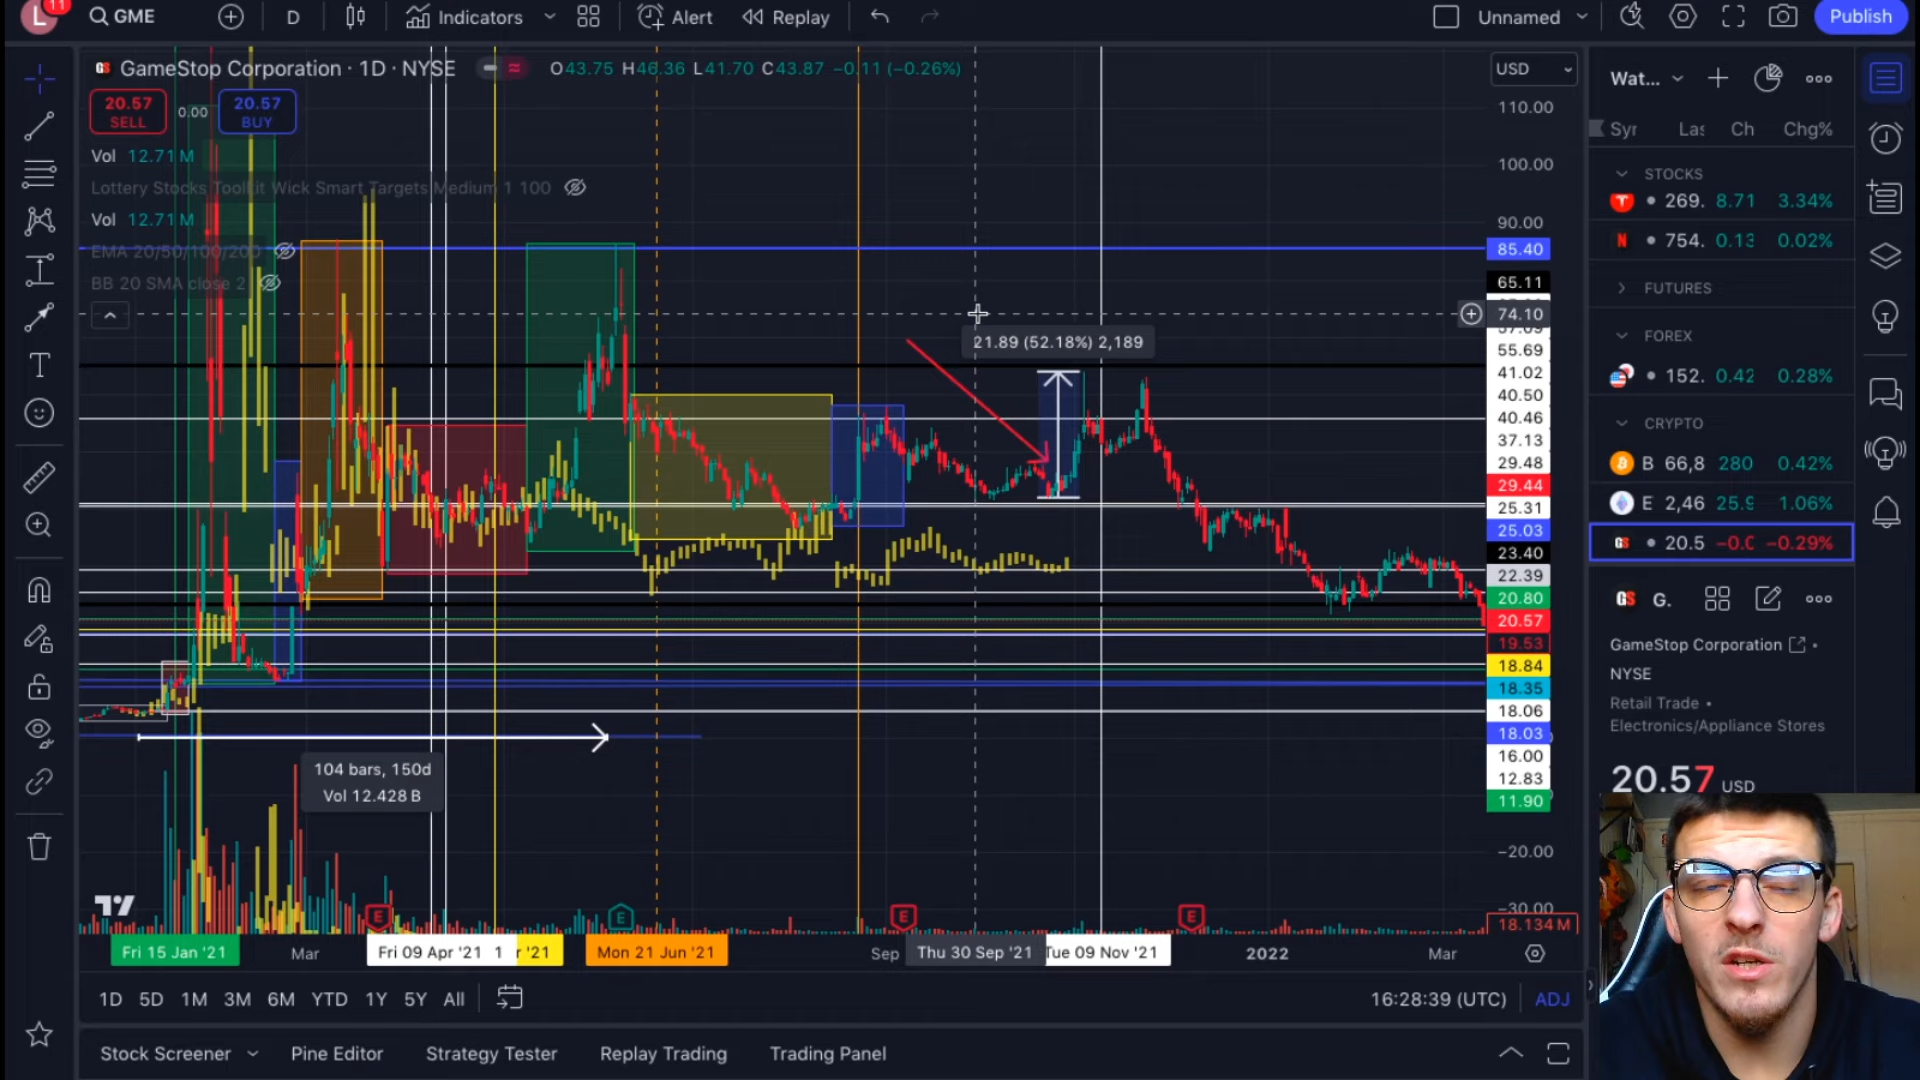 L 11 GME D Indicators Alert Replay Unnamed Publish
GS GameStop Corporation · 1D · NYSE O43.75 H46.36 L41.70 C43.87 −0.11 (−0.26%)
20.57 SELL 0.00 20.57 BUY
Vol 12.71 M
Lottery Stocks Toolkit Wick Smart Targets Medium 1 100
Vol 12.71 M
EMA 20/50/100/200
BB 20 SMA close 2
21.89 (52.18%) 2,189
104 bars, 150d
Vol 12.428 B
USD
110.00
100.00
90.00
85.40
65.11
74.10
55.69
41.02
40.50
40.46
37.13
29.48
29.44
25.31
25.03
23.40
22.39
20.80
20.57
19.53
18.84
18.35
18.06
18.03
16.00
12.83
11.90
−20.00
−30.00
18.134 M
E E E E
Fri 15 Jan '21 Mar Fri 09 Apr '21 1 r '21 Mon 21 Jun '21 Sep Thu 30 Sep '21 Tue 09 Nov '21 2022 Mar
1D 5D 1M 3M 6M YTD 1Y 5Y All 16:28:39 (UTC) ADJ
Stock Screener Pine Editor Strategy Tester Replay Trading Trading Panel
Wat...
Syr Las Ch Chg%
STOCKS
269. 8.71 3.34%
N 754. 0.13 0.02%
FUTURES
FOREX
152. 0.42 0.28%
CRYPTO
B 66,8 280 0.42%
E 2,46 25.9 1.06%
GS 20.5 −0.0 −0.29%
GS G.
GameStop Corporation
NYSE
Retail Trade •
Electronics/Appliance Stores
20.57 USD